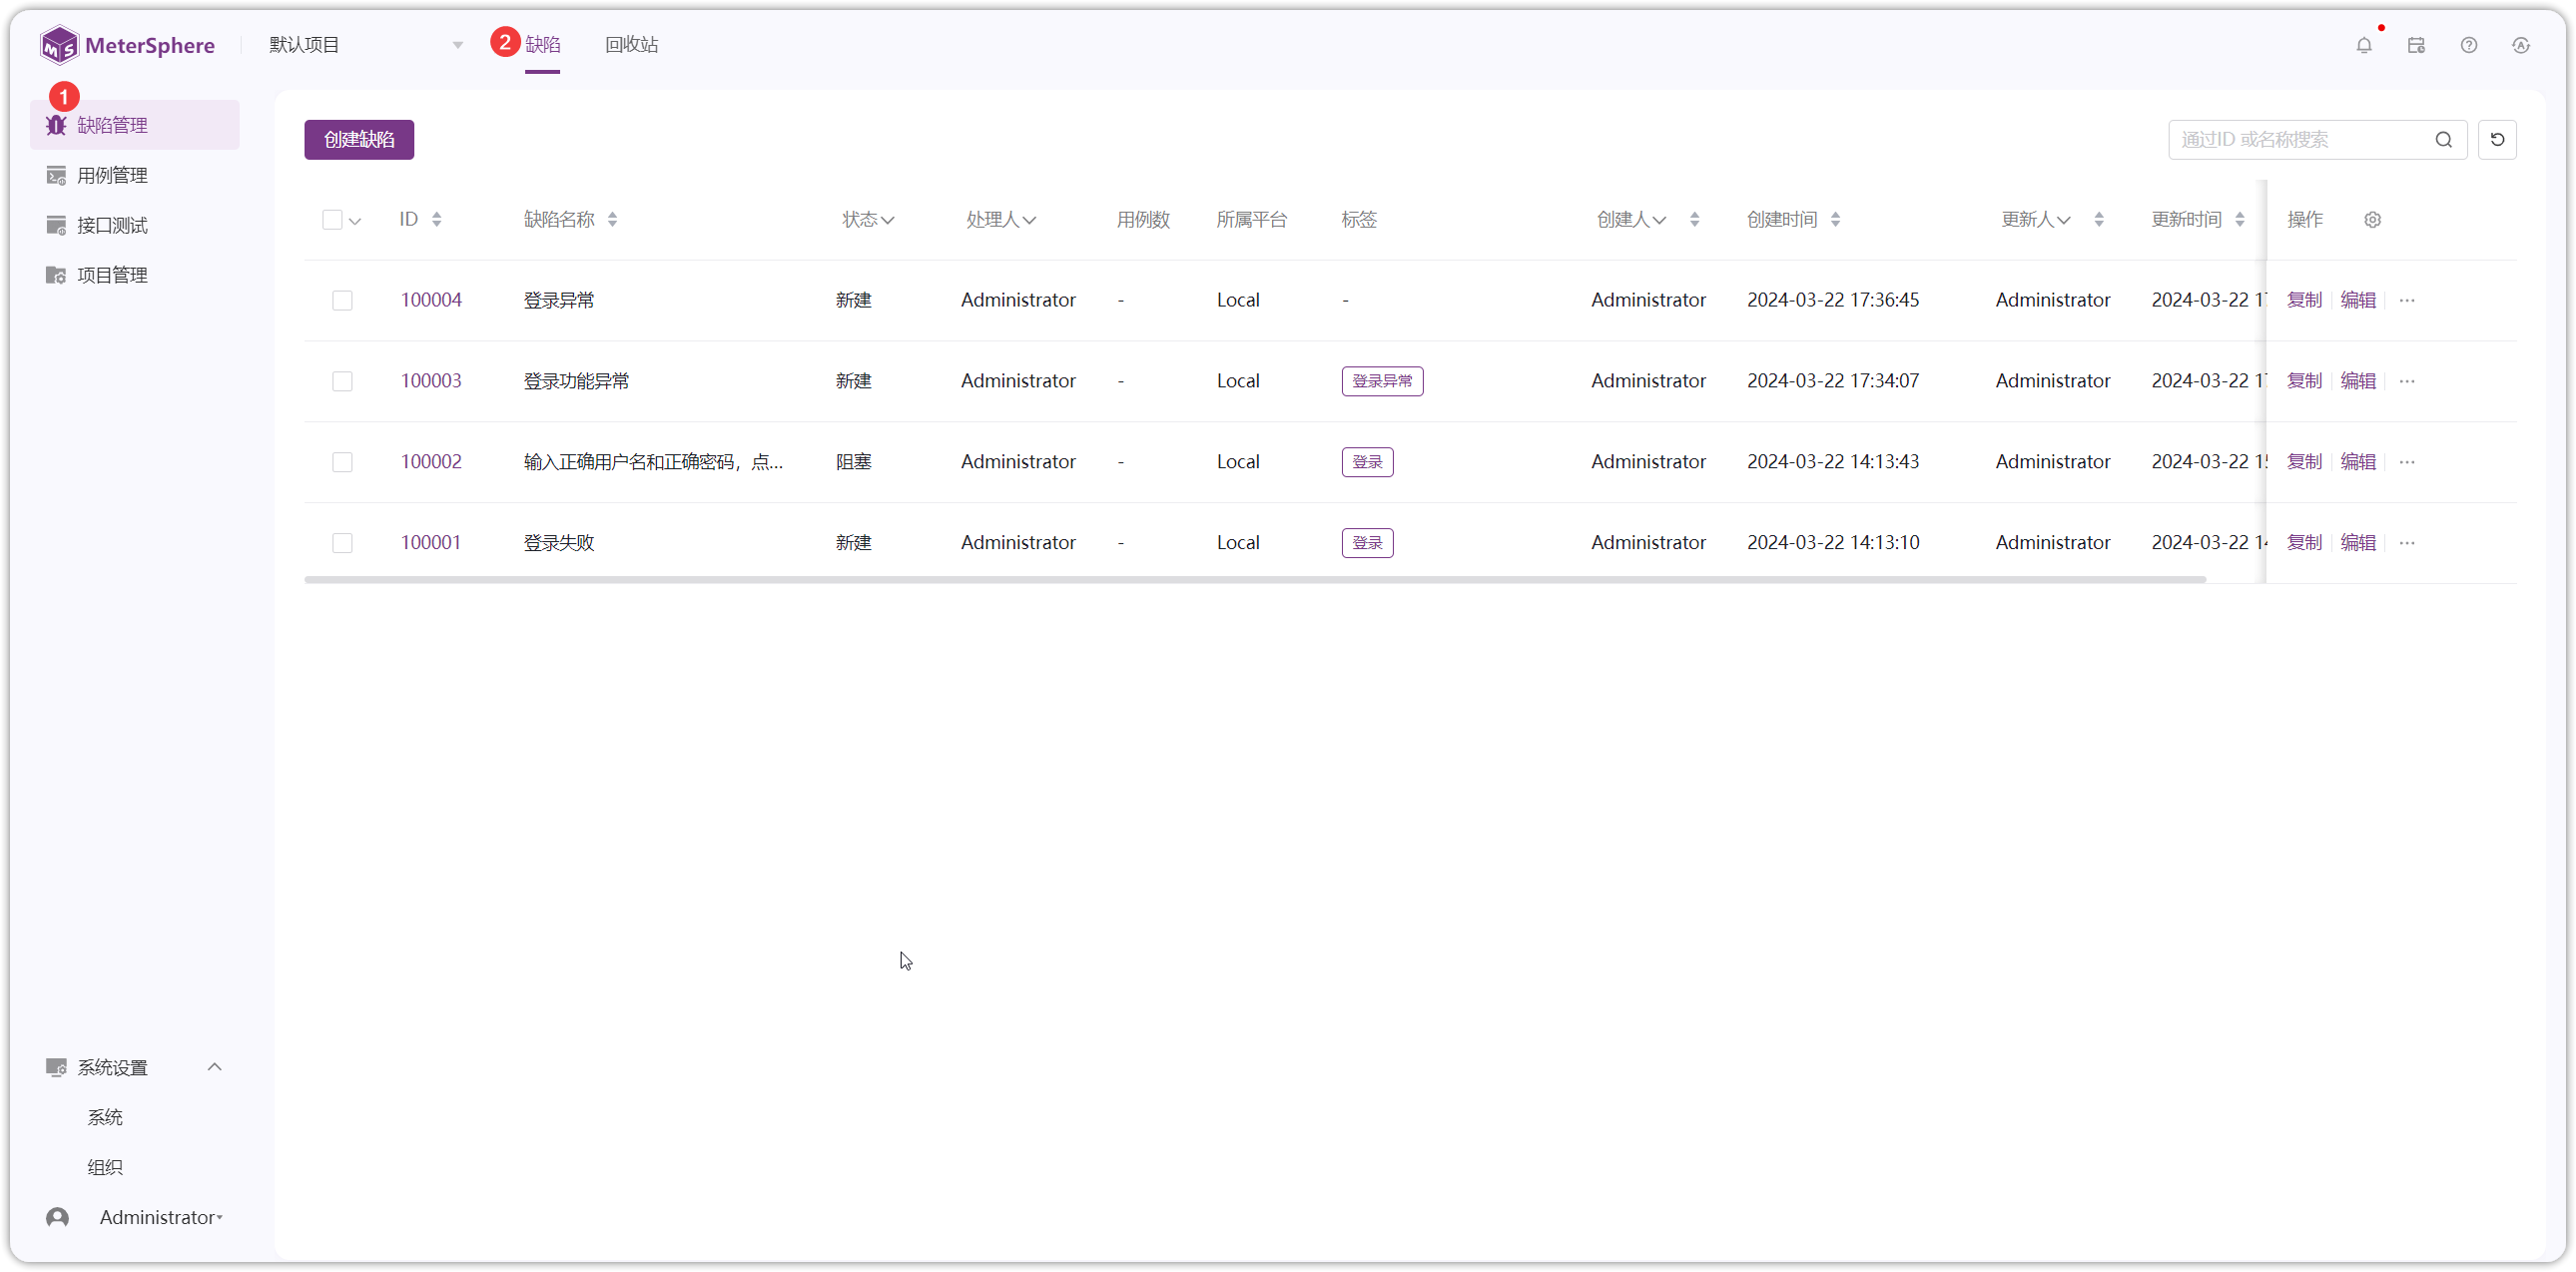 MeterSphere 默认项目 2 缺陷 回收站
1
缺陷管理
用例管理
接口测试
项目管理
创建缺陷
通过ID 或名称搜索
ID 缺陷名称 状态 处理人 用例数 所属平台 标签 创建人 创建时间 更新人 更新时间 操作
100004 登录异常 新建 Administrator - Local - Administrator 2024-03-22 17:36:45 Administrator 2024-03-22 17 复制 编辑 ...
100003 登录功能异常 新建 Administrator - Local 登录异常 Administrator 2024-03-22 17:34:07 Administrator 2024-03-22 17 复制 编辑 ...
100002 输入正确用户名和正确密码，点... 阻塞 Administrator - Local 登录 Administrator 2024-03-22 14:13:43 Administrator 2024-03-22 15 复制 编辑 ...
100001 登录失败 新建 Administrator - Local 登录 Administrator 2024-03-22 14:13:10 Administrator 2024-03-22 14 复制 编辑 ...
系统设置
系统
组织
Administrator